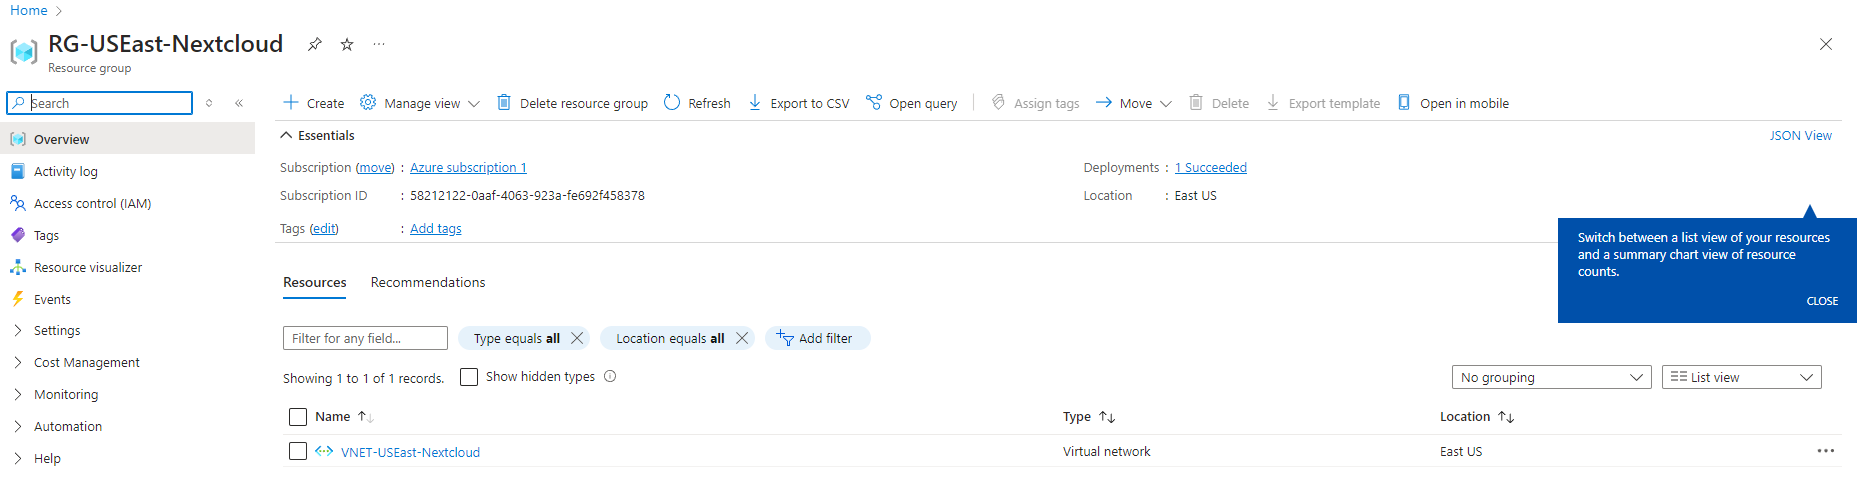 Home
RG-USEast-Nextcloud
Resource group
Search
Create
Manage view
Delete resource group
Refresh
Export to CSV
Open query
Assign tags
Move
Delete
Export template
Open in mobile
Overview
Activity log
Access control (IAM)
Tags
Resource visualizer
Events
Settings
Cost Management
Monitoring
Automation
Help
Essentials
JSON View
Subscription (move) : Azure subscription 1
Deployments : 1 Succeeded
Subscription ID : 58212122-0aaf-4063-923a-fe692f458378
Location : East US
Tags (edit) : Add tags
Switch between a list view of your resources
and a summary chart view of resource
counts.
CLOSE
Resources Recommendations
Filter for any field...
Type equals all
Location equals all
Add filter
Showing 1 to 1 of 1 records.
Show hidden types
No grouping
List view
Name Type Location
VNET-USEast-Nextcloud Virtual network East US